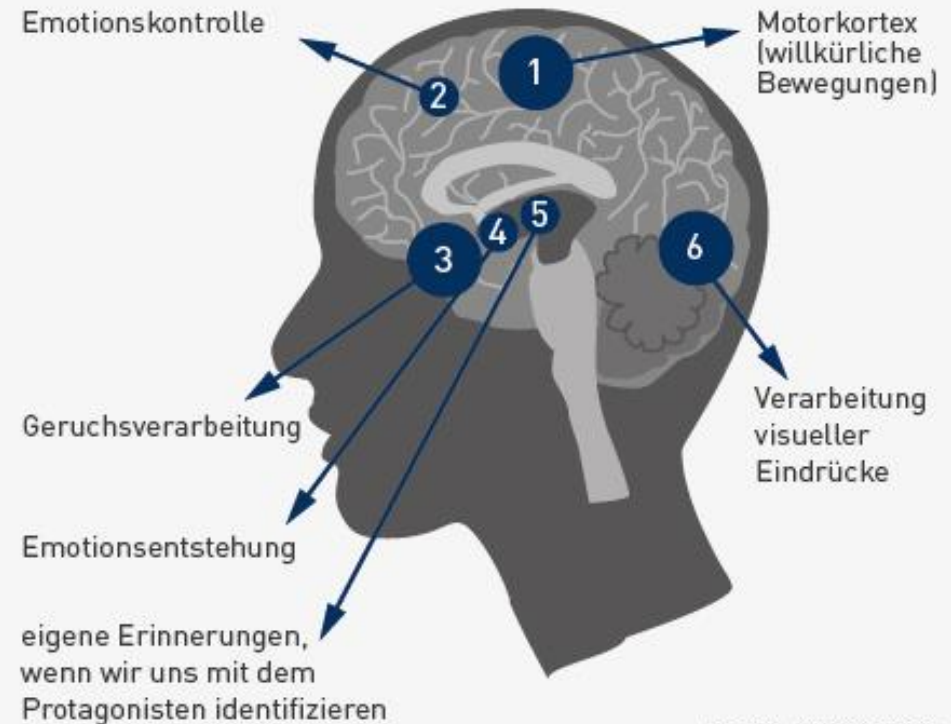 Emotionskontrolle
Motorkortex
(willkürliche
Bewegungen)
1
2
3
4
5
6
Geruchsverarbeitung
Verarbeitung
visueller
Eindrücke
Emotionsentstehung
eigene Erinnerungen,
wenn wir uns mit dem
Protagonisten identifizieren